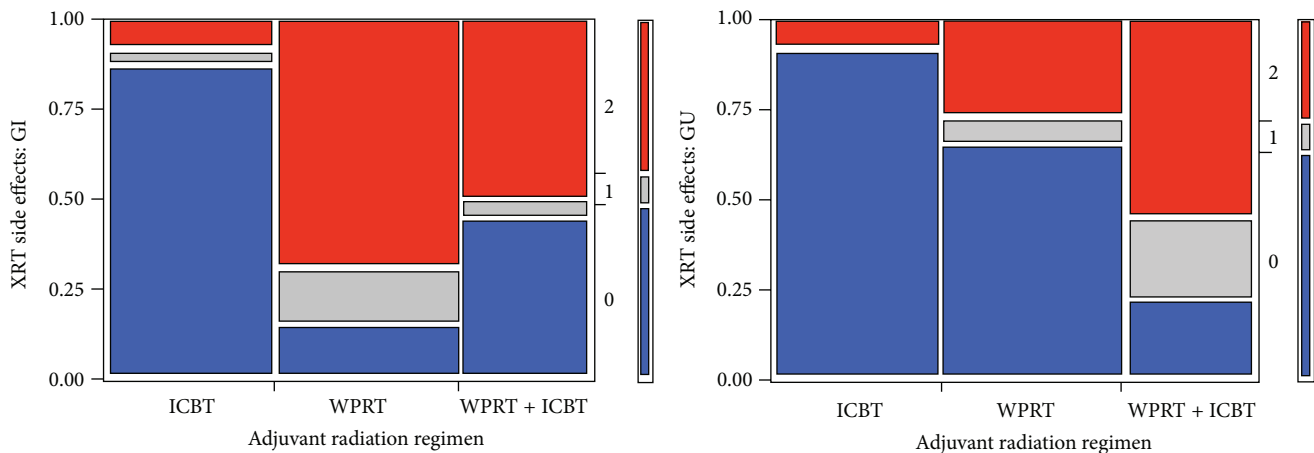 XRT side effects: GI
1.00
0.75
0.50
0.25
0.00
2
1
0
ICBT WPRT WPRT + ICBT
Adjuvant radiation regimen
XRT side effects: GU
1.00
0.75
0.50
0.25
0.00
2
1
0
ICBT WPRT WPRT + ICBT
Adjuvant radiation regimen